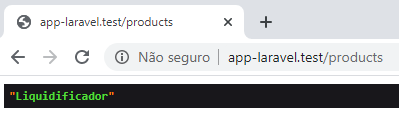 app-laravel.test/products
Não seguro | app-laravel.test/products
"Liquidificador"